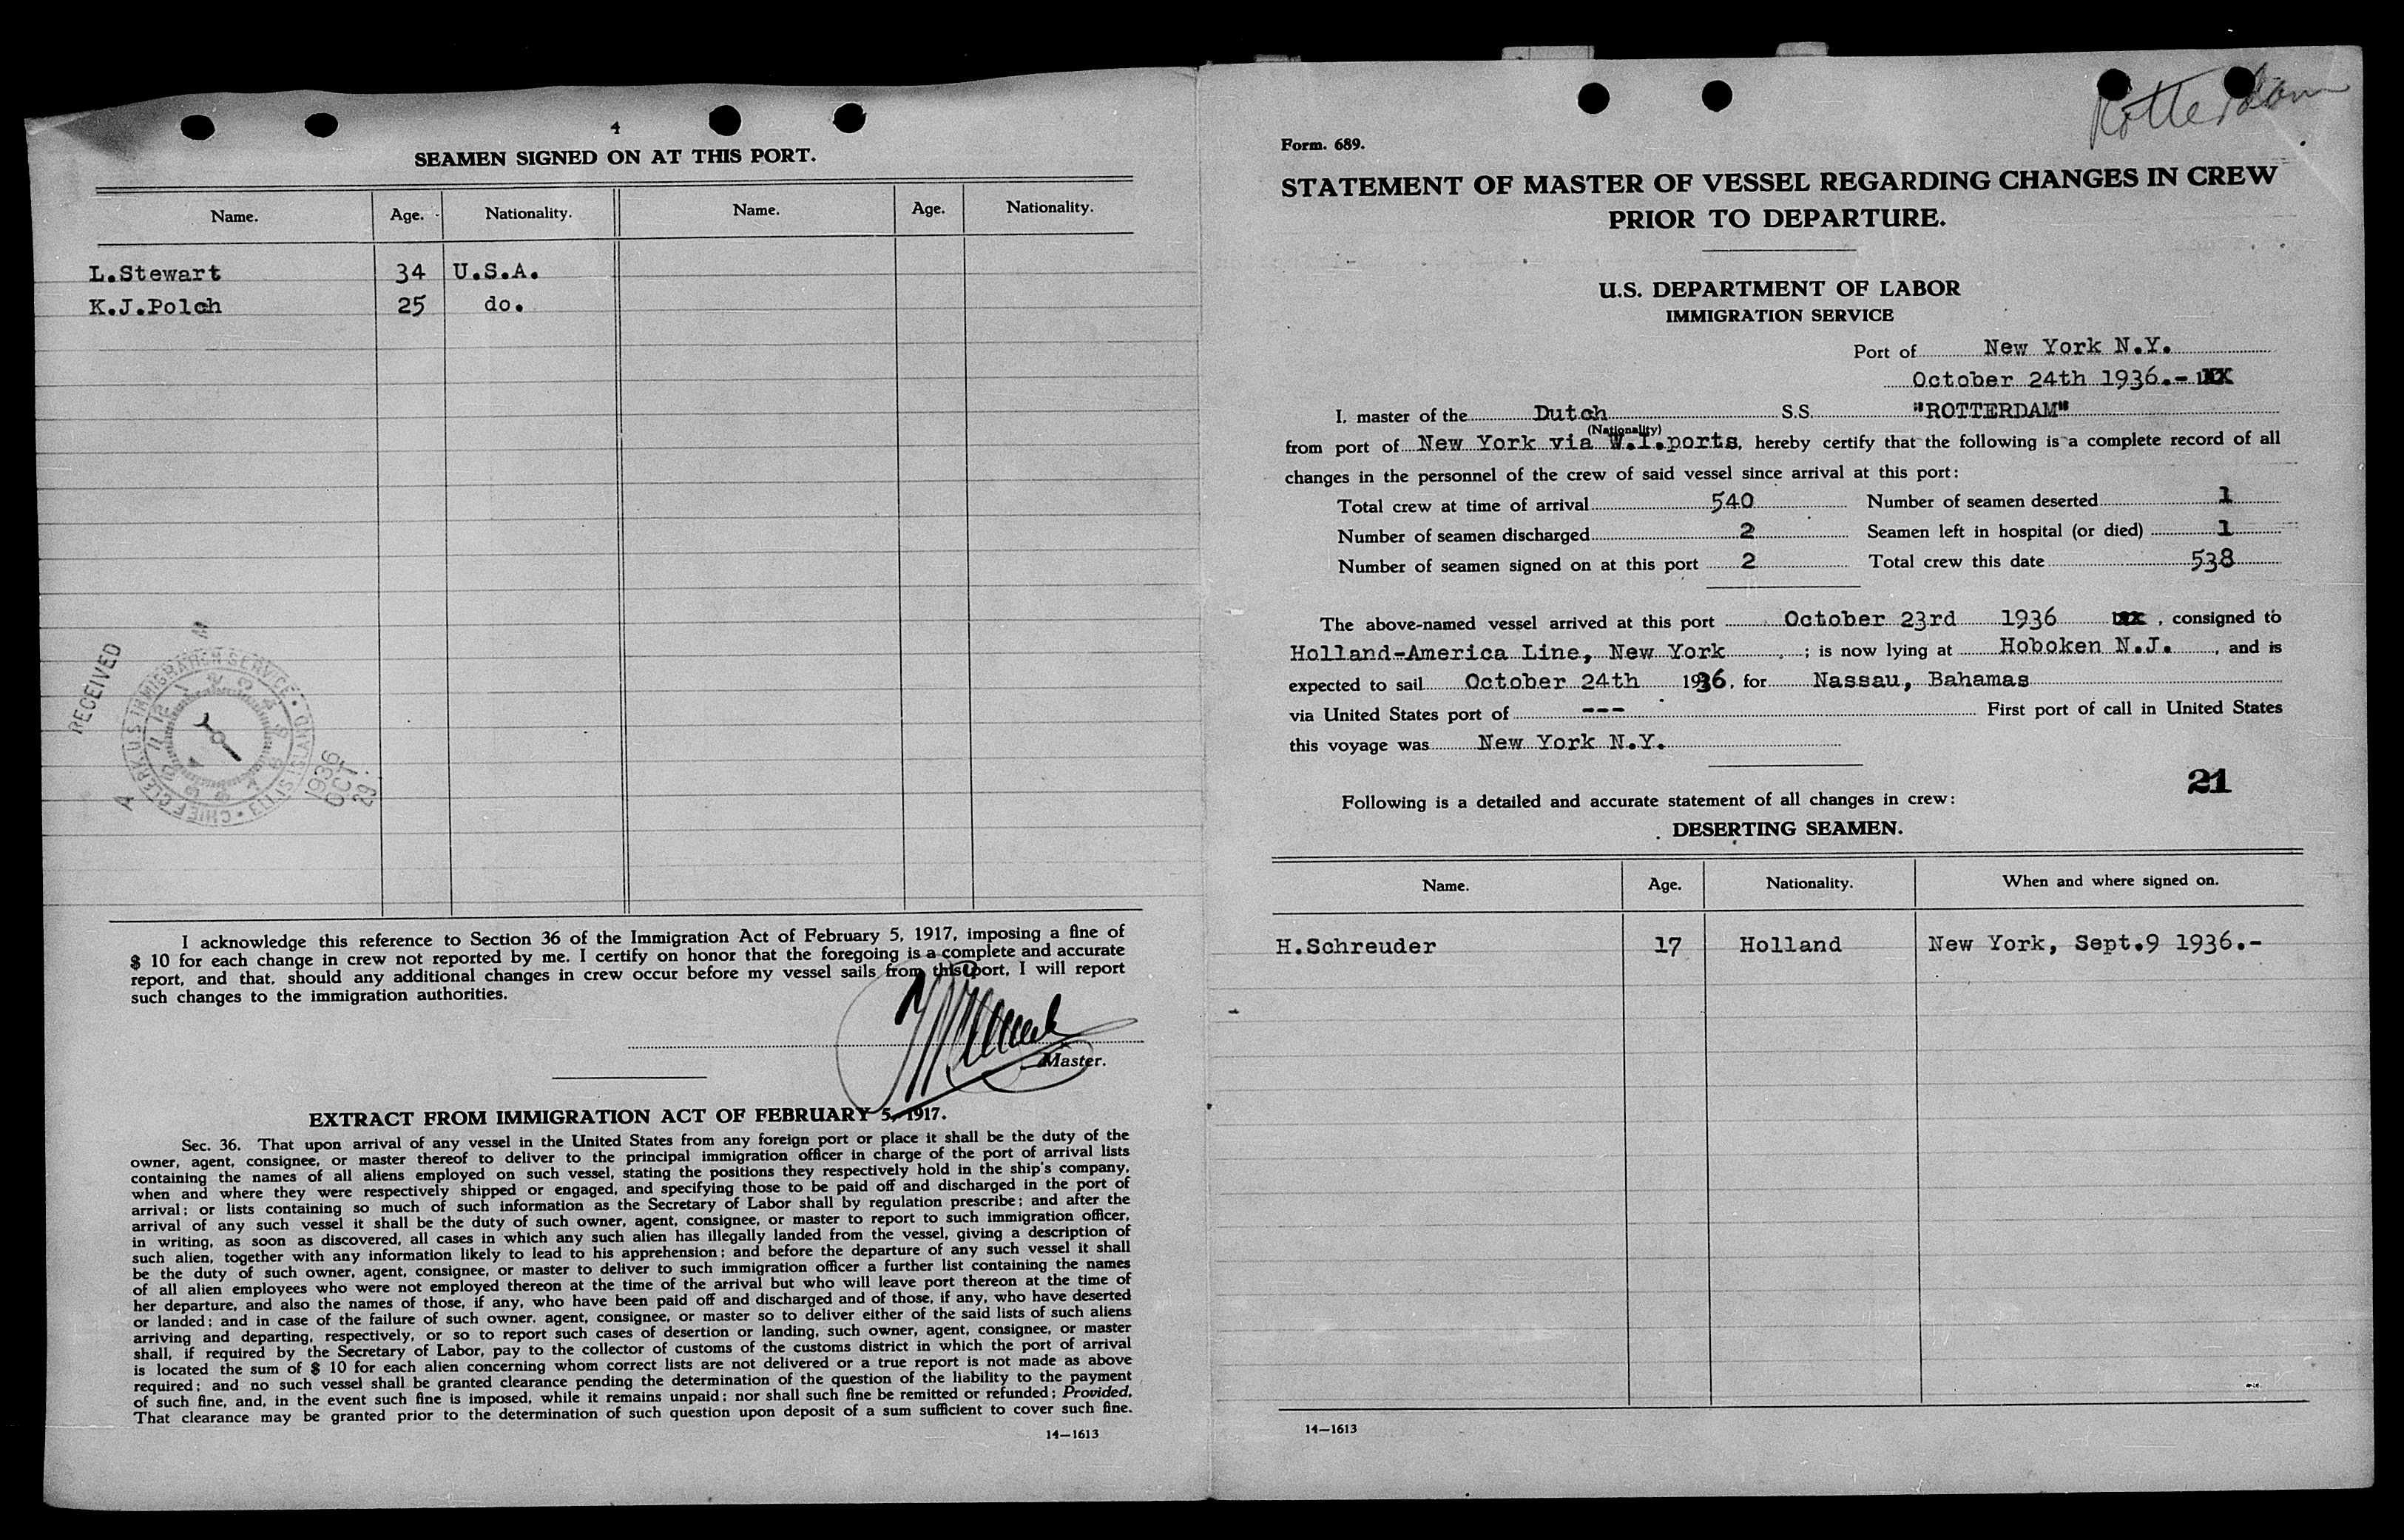 4
SEAMEN SIGNED ON AT THIS PORT.
Name. Age. Nationality. Name. Age. Nationality.
L.Stewart 34 U.S.A.
K.J.Polch 25 do.
RECEIVED
CHIEF CLERK U.S. IMMIGRATION SERVICE • ELLIS ISLAND •
1936
OCT
29
I acknowledge this reference to Section 36 of the Immigration Act of February 5, 1917, imposing a fine of
$ 10 for each change in crew not reported by me. I certify on honor that the foregoing is a complete and accurate
report, and that, should any additional changes in crew occur before my vessel sails from this port, I will report
such changes to the immigration authorities.
Master.
EXTRACT FROM IMMIGRATION ACT OF FEBRUARY 5, 1917.
Sec. 36. That upon arrival of any vessel in the United States from any foreign port or place it shall be the duty of the
owner, agent, consignee, or master thereof to deliver to the principal immigration officer in charge of the port of arrival lists
containing the names of all aliens employed on such vessel, stating the positions they respectively hold in the ship's company,
when and where they were respectively shipped or engaged, and specifying those to be paid off and discharged in the port of
arrival; or lists containing so much of such information as the Secretary of Labor shall by regulation prescribe; and after the
arrival of any such vessel it shall be the duty of such owner, agent, consignee, or master to report to such immigration officer,
in writing, as soon as discovered, all cases in which any such alien has illegally landed from the vessel, giving a description of
such alien, together with any information likely to lead to his apprehension; and before the departure of any such vessel it shall
be the duty of such owner, agent, consignee, or master to deliver to such immigration officer a further list containing the names
of all alien employees who were not employed thereon at the time of the arrival but who will leave port thereon at the time of
her departure, and also the names of those, if any, who have been paid off and discharged and of those, if any, who have deserted
or landed; and in case of the failure of such owner, agent, consignee, or master so to deliver either of the said lists of such aliens
arriving and departing, respectively, or so to report such cases of desertion or landing, such owner, agent, consignee, or master
shall, if required by the Secretary of Labor, pay to the collector of customs of the customs district in which the port of arrival
is located the sum of $ 10 for each alien concerning whom correct lists are not delivered or a true report is not made as above
required; and no such vessel shall be granted clearance pending the determination of the question of the liability to the payment
of such fine, and, in the event such fine is imposed, while it remains unpaid; nor shall such fine be remitted or refunded; Provided,
That clearance may be granted prior to the determination of such question upon deposit of a sum sufficient to cover such fine.
14—1613
Rotterdam
Form. 689.
STATEMENT OF MASTER OF VESSEL REGARDING CHANGES IN CREW
PRIOR TO DEPARTURE.
U.S. DEPARTMENT OF LABOR
IMMIGRATION SERVICE
Port of New York N.Y.
October 24th 1936.-
I, master of the Dutch S.S. "ROTTERDAM"
(Nationality)
from port of New York via W.I.ports, hereby certify that the following is a complete record of all
changes in the personnel of the crew of said vessel since arrival at this port:
Total crew at time of arrival 540 Number of seamen deserted 1
Number of seamen discharged 2 Seamen left in hospital (or died) 1
Number of seamen signed on at this port 2 Total crew this date 538
The above-named vessel arrived at this port October 23rd 1936 , consigned to
Holland-America Line, New York ; is now lying at Hoboken N.J. , and is
expected to sail October 24th 1936, for Nassau, Bahamas
via United States port of --- First port of call in United States
this voyage was New York N.Y.
21
Following is a detailed and accurate statement of all changes in crew:
DESERTING SEAMEN.
Name. Age. Nationality. When and where signed on.
H.Schreuder 17 Holland New York, Sept.9 1936.-
14—1613